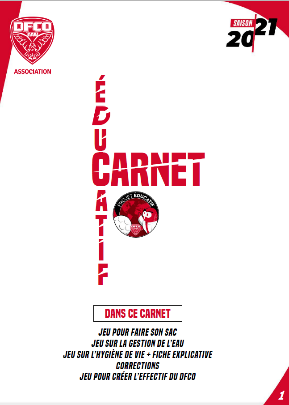 DFCO
ASSOCIATION
SAISON
2021
ÉDUCATIF
CARNET
DANS CE CARNET
JEU POUR FAIRE SON SAC
JEU SUR LA GESTION DE L'EAU
JEU SUR L'HYGIÈNE DE VIE + FICHE EXPLICATIVE
CORRECTIONS
JEU POUR CRÉER L'EFFECTIF DU DFCO
1